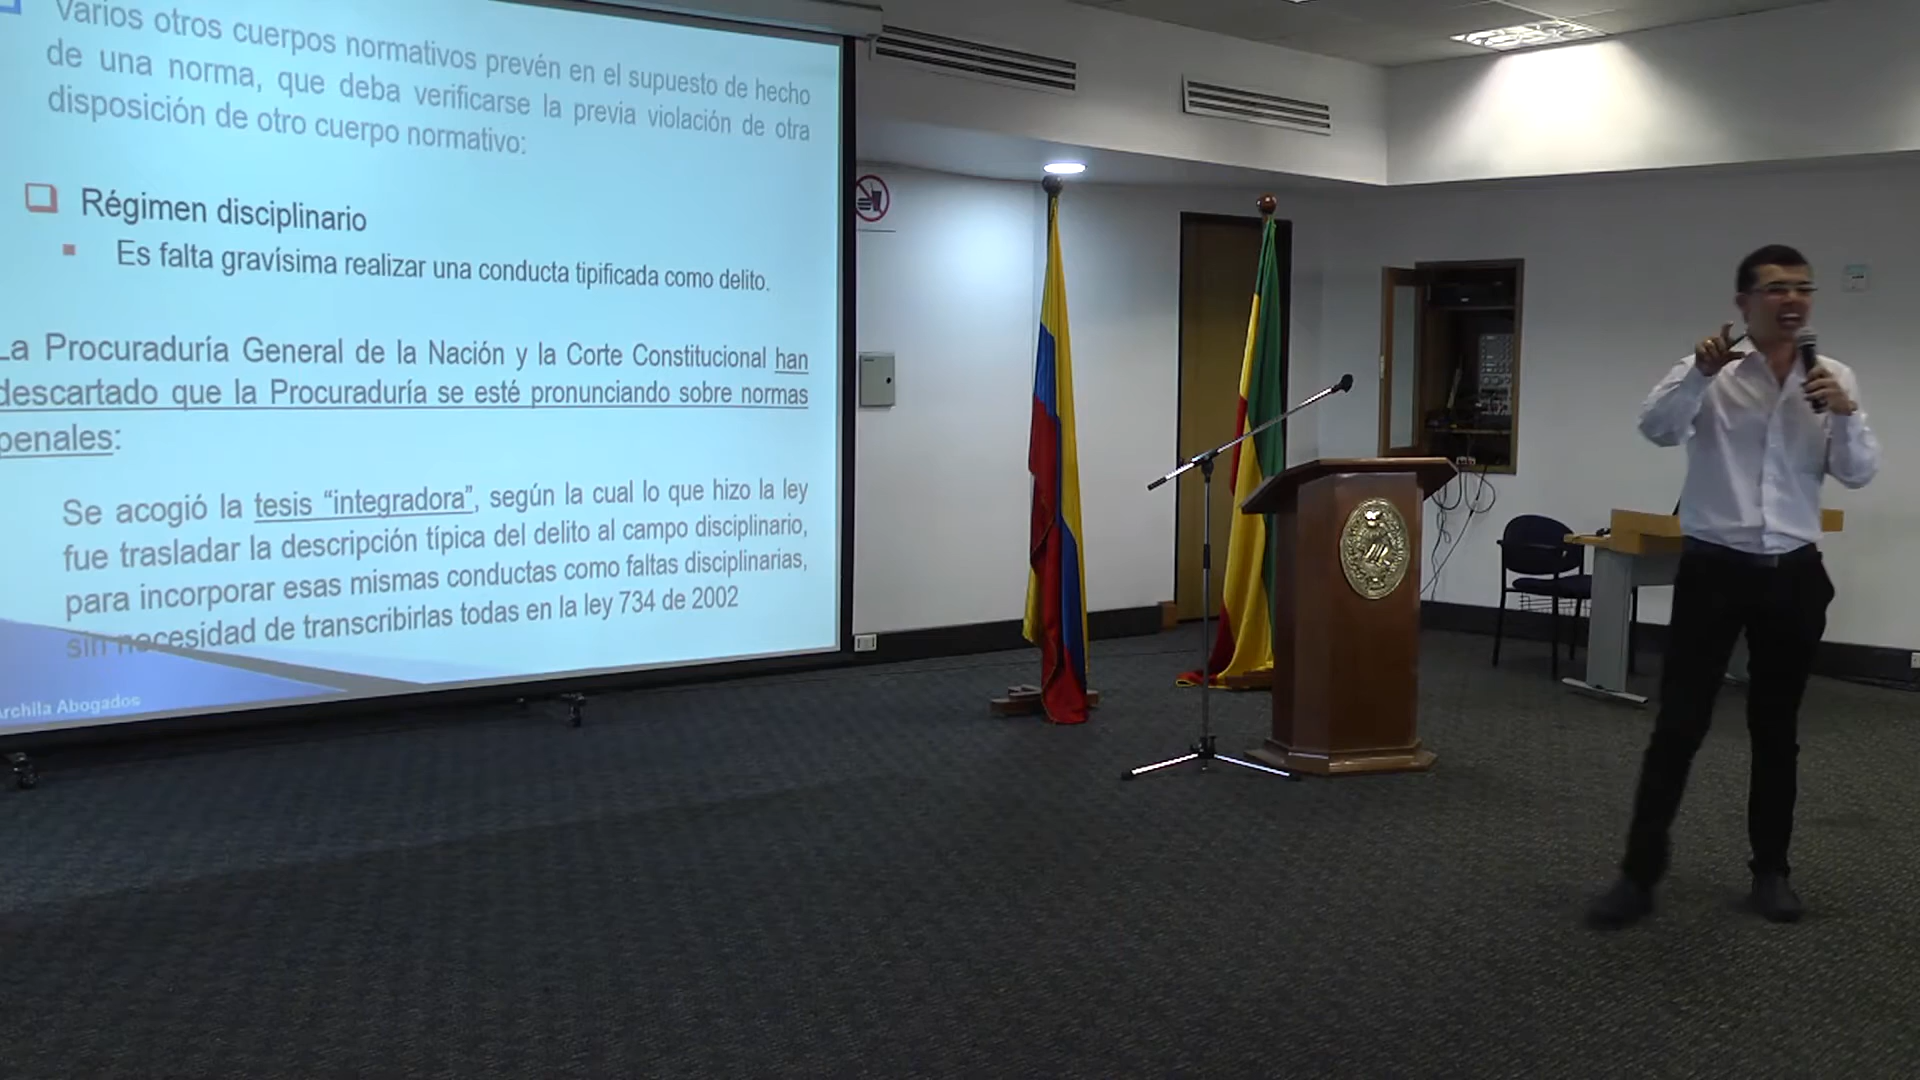 Varios otros cuerpos normativos prevén en el supuesto de hecho
de una norma, que deba verificarse la previa violación de otra
disposición de otro cuerpo normativo:
Régimen disciplinario
Es falta gravísima realizar una conducta tipificada como delito.
La Procuraduría General de la Nación y la Corte Constitucional han
descartado que la Procuraduría se esté pronunciando sobre normas
penales:
Se acogió la tesis “integradora”, según la cual lo que hizo la ley
fue trasladar la descripción típica del delito al campo disciplinario,
para incorporar esas mismas conductas como faltas disciplinarias,
sin necesidad de transcribirlas todas en la ley 734 de 2002
Archila Abogados